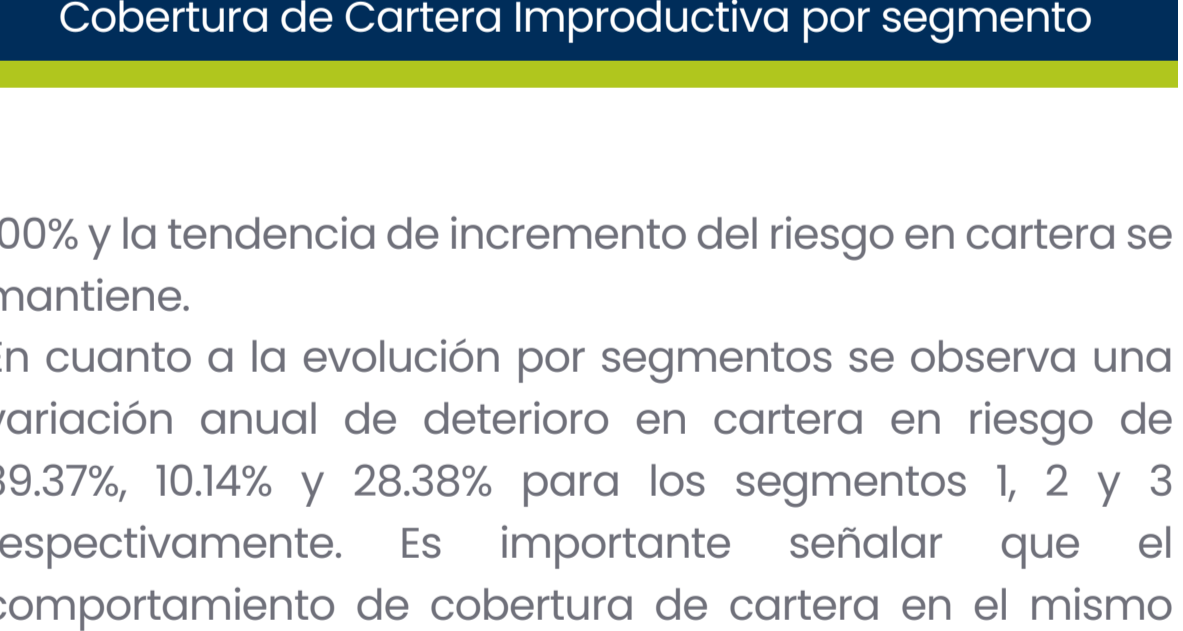 Cobertura de Cartera Improductiva por segmento
00% y la tendencia de incremento del riesgo en cartera se
mantiene.
En cuanto a la evolución por segmentos se observa una
variación anual de deterioro en cartera en riesgo de
39.37%, 10.14% y 28.38% para los segmentos 1, 2 y 3
respectivamente. Es importante señalar que el
comportamiento de cobertura de cartera en el mismo